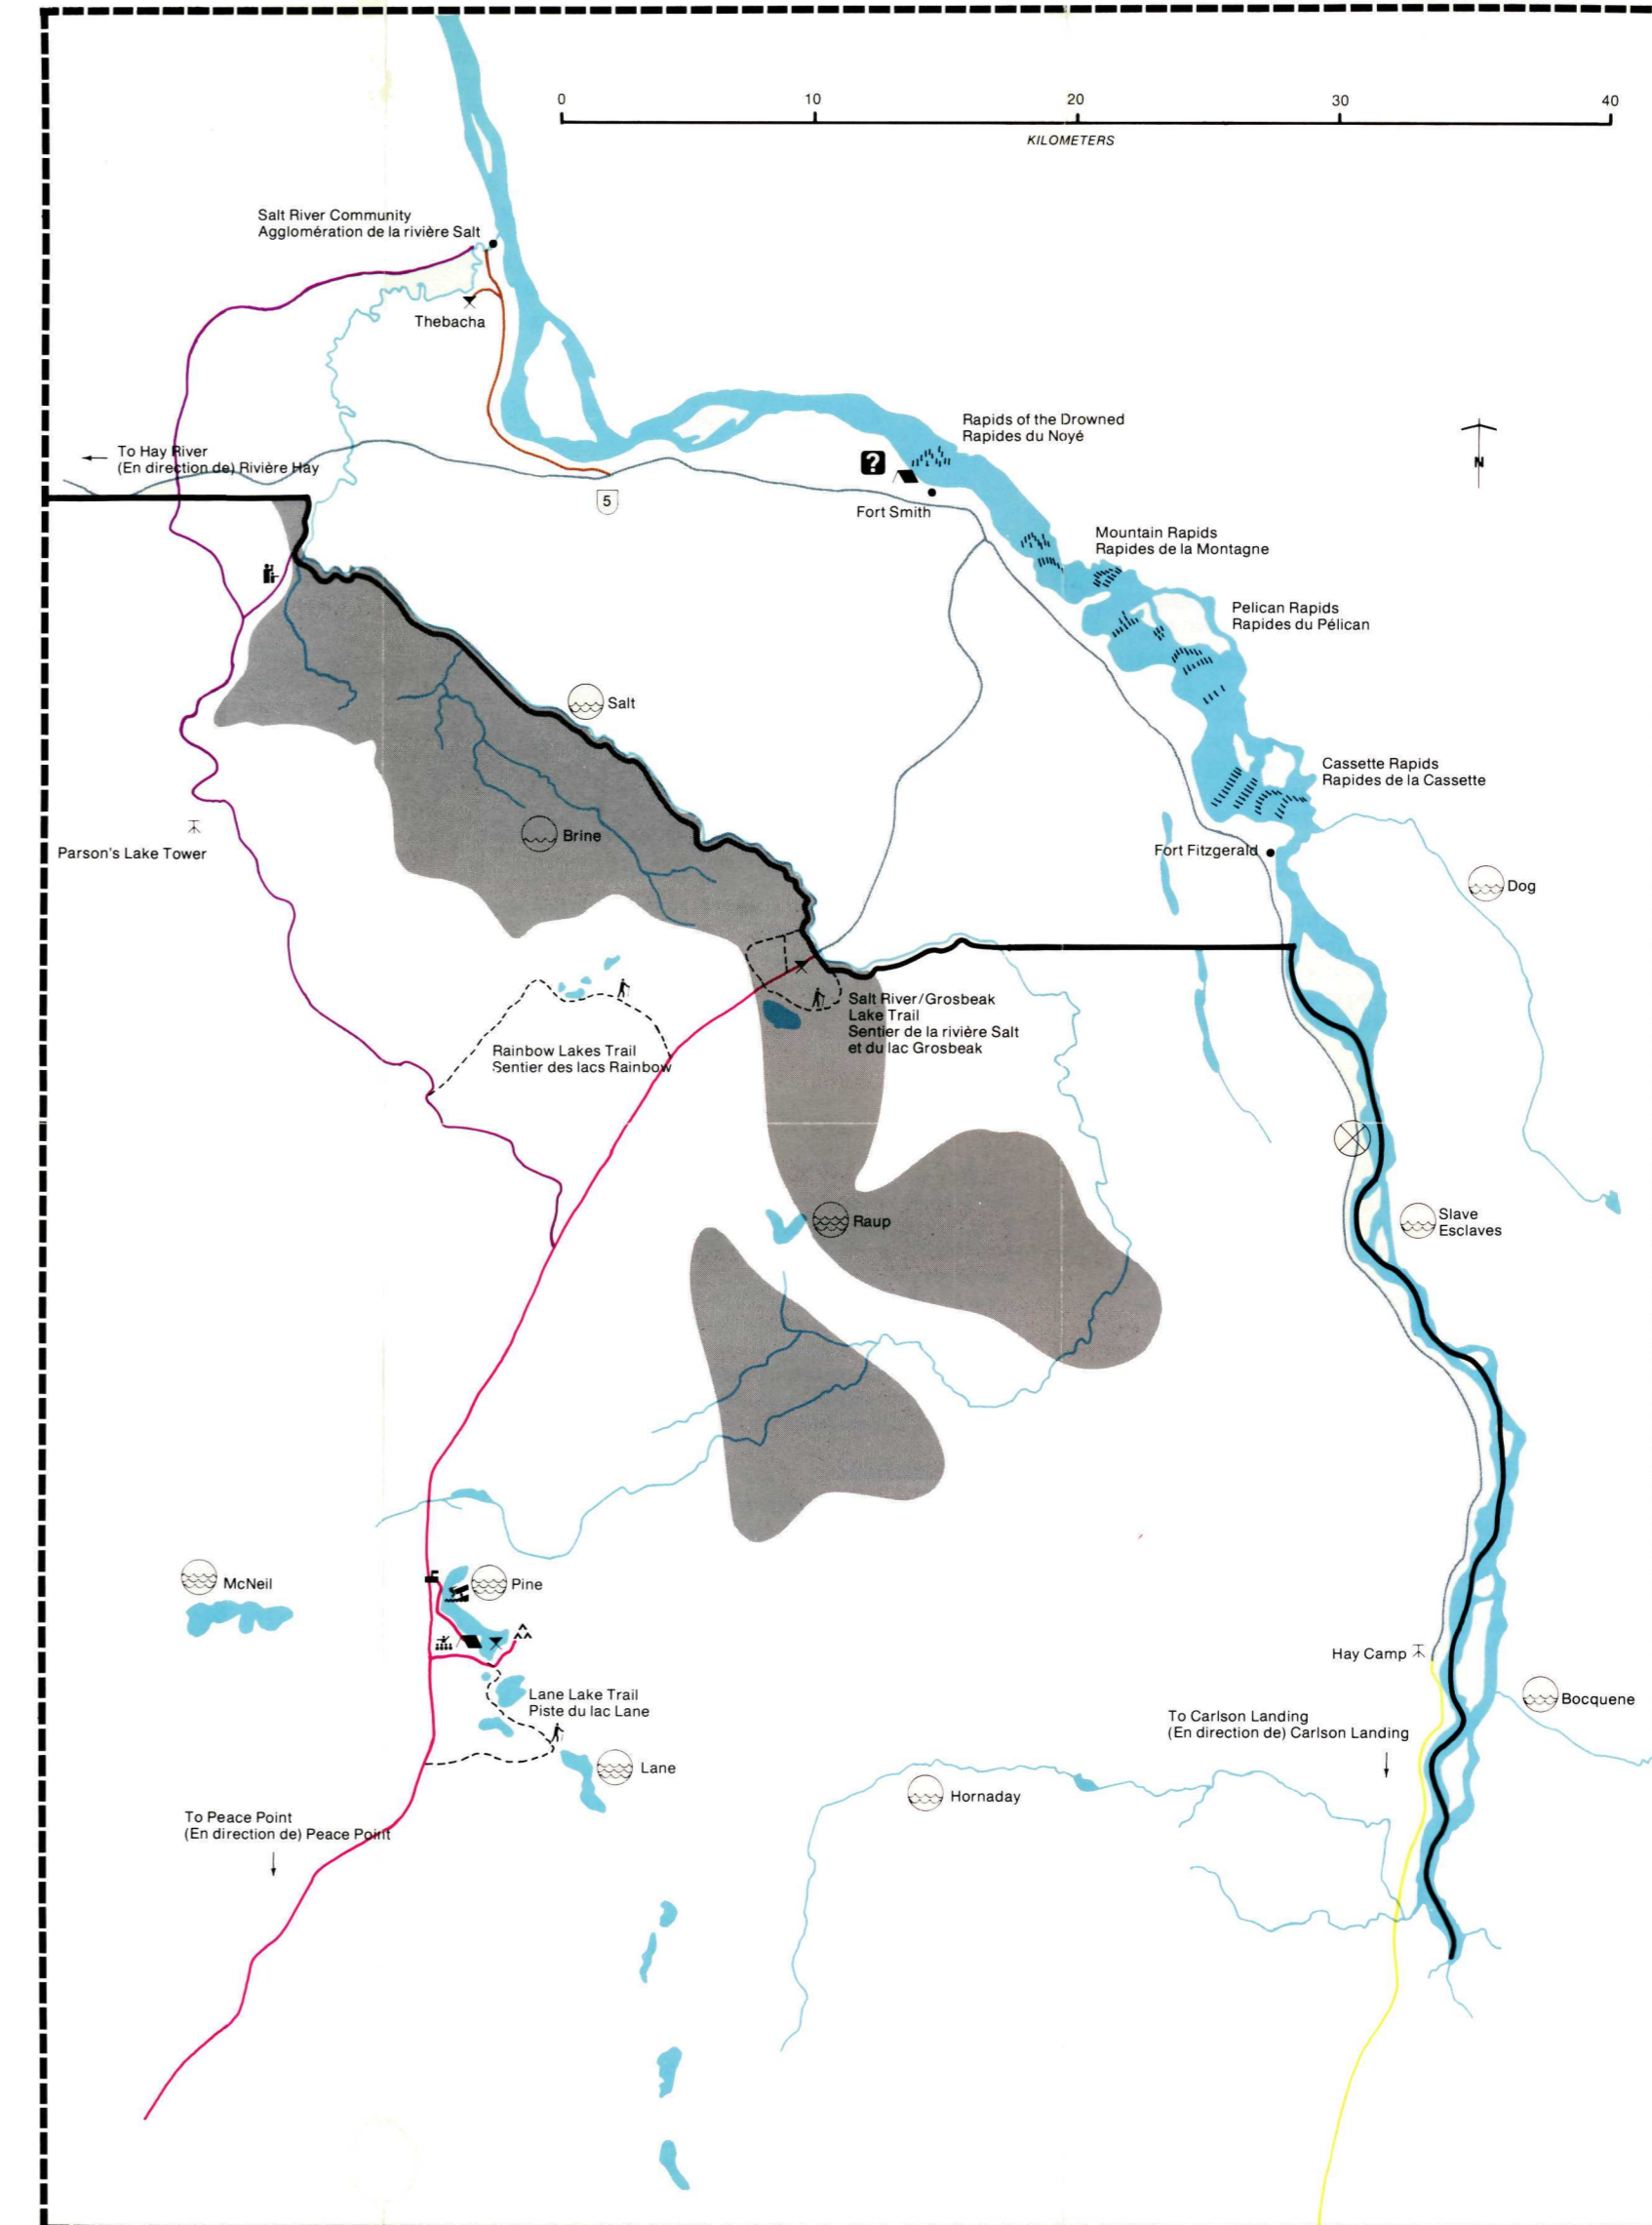 0 10 20 30 40
KILOMETERS
Salt River Community
Agglomération de la rivière Salt
Thebacha
Rapids of the Drowned
Rapides du Noyé
To Hay River
(En direction de) Rivière Hay
?
N
5
Fort Smith
Mountain Rapids
Rapides de la Montagne
Pelican Rapids
Rapides du Pélican
Salt
Cassette Rapids
Rapides de la Cassette
Brine
Parson's Lake Tower
Fort Fitzgerald
Dog
Salt River/Grosbeak
Lake Trail
Sentier de la rivière Salt
et du lac Grosbeak
Rainbow Lakes Trail
Sentier des lacs Rainbow
Raup
Slave
Esclaves
McNeil
Pine
Hay Camp
Lane Lake Trail
Piste du lac Lane
Bocquene
To Carlson Landing
(En direction de) Carlson Landing
Lane
Hornaday
To Peace Point
(En direction de) Peace Point